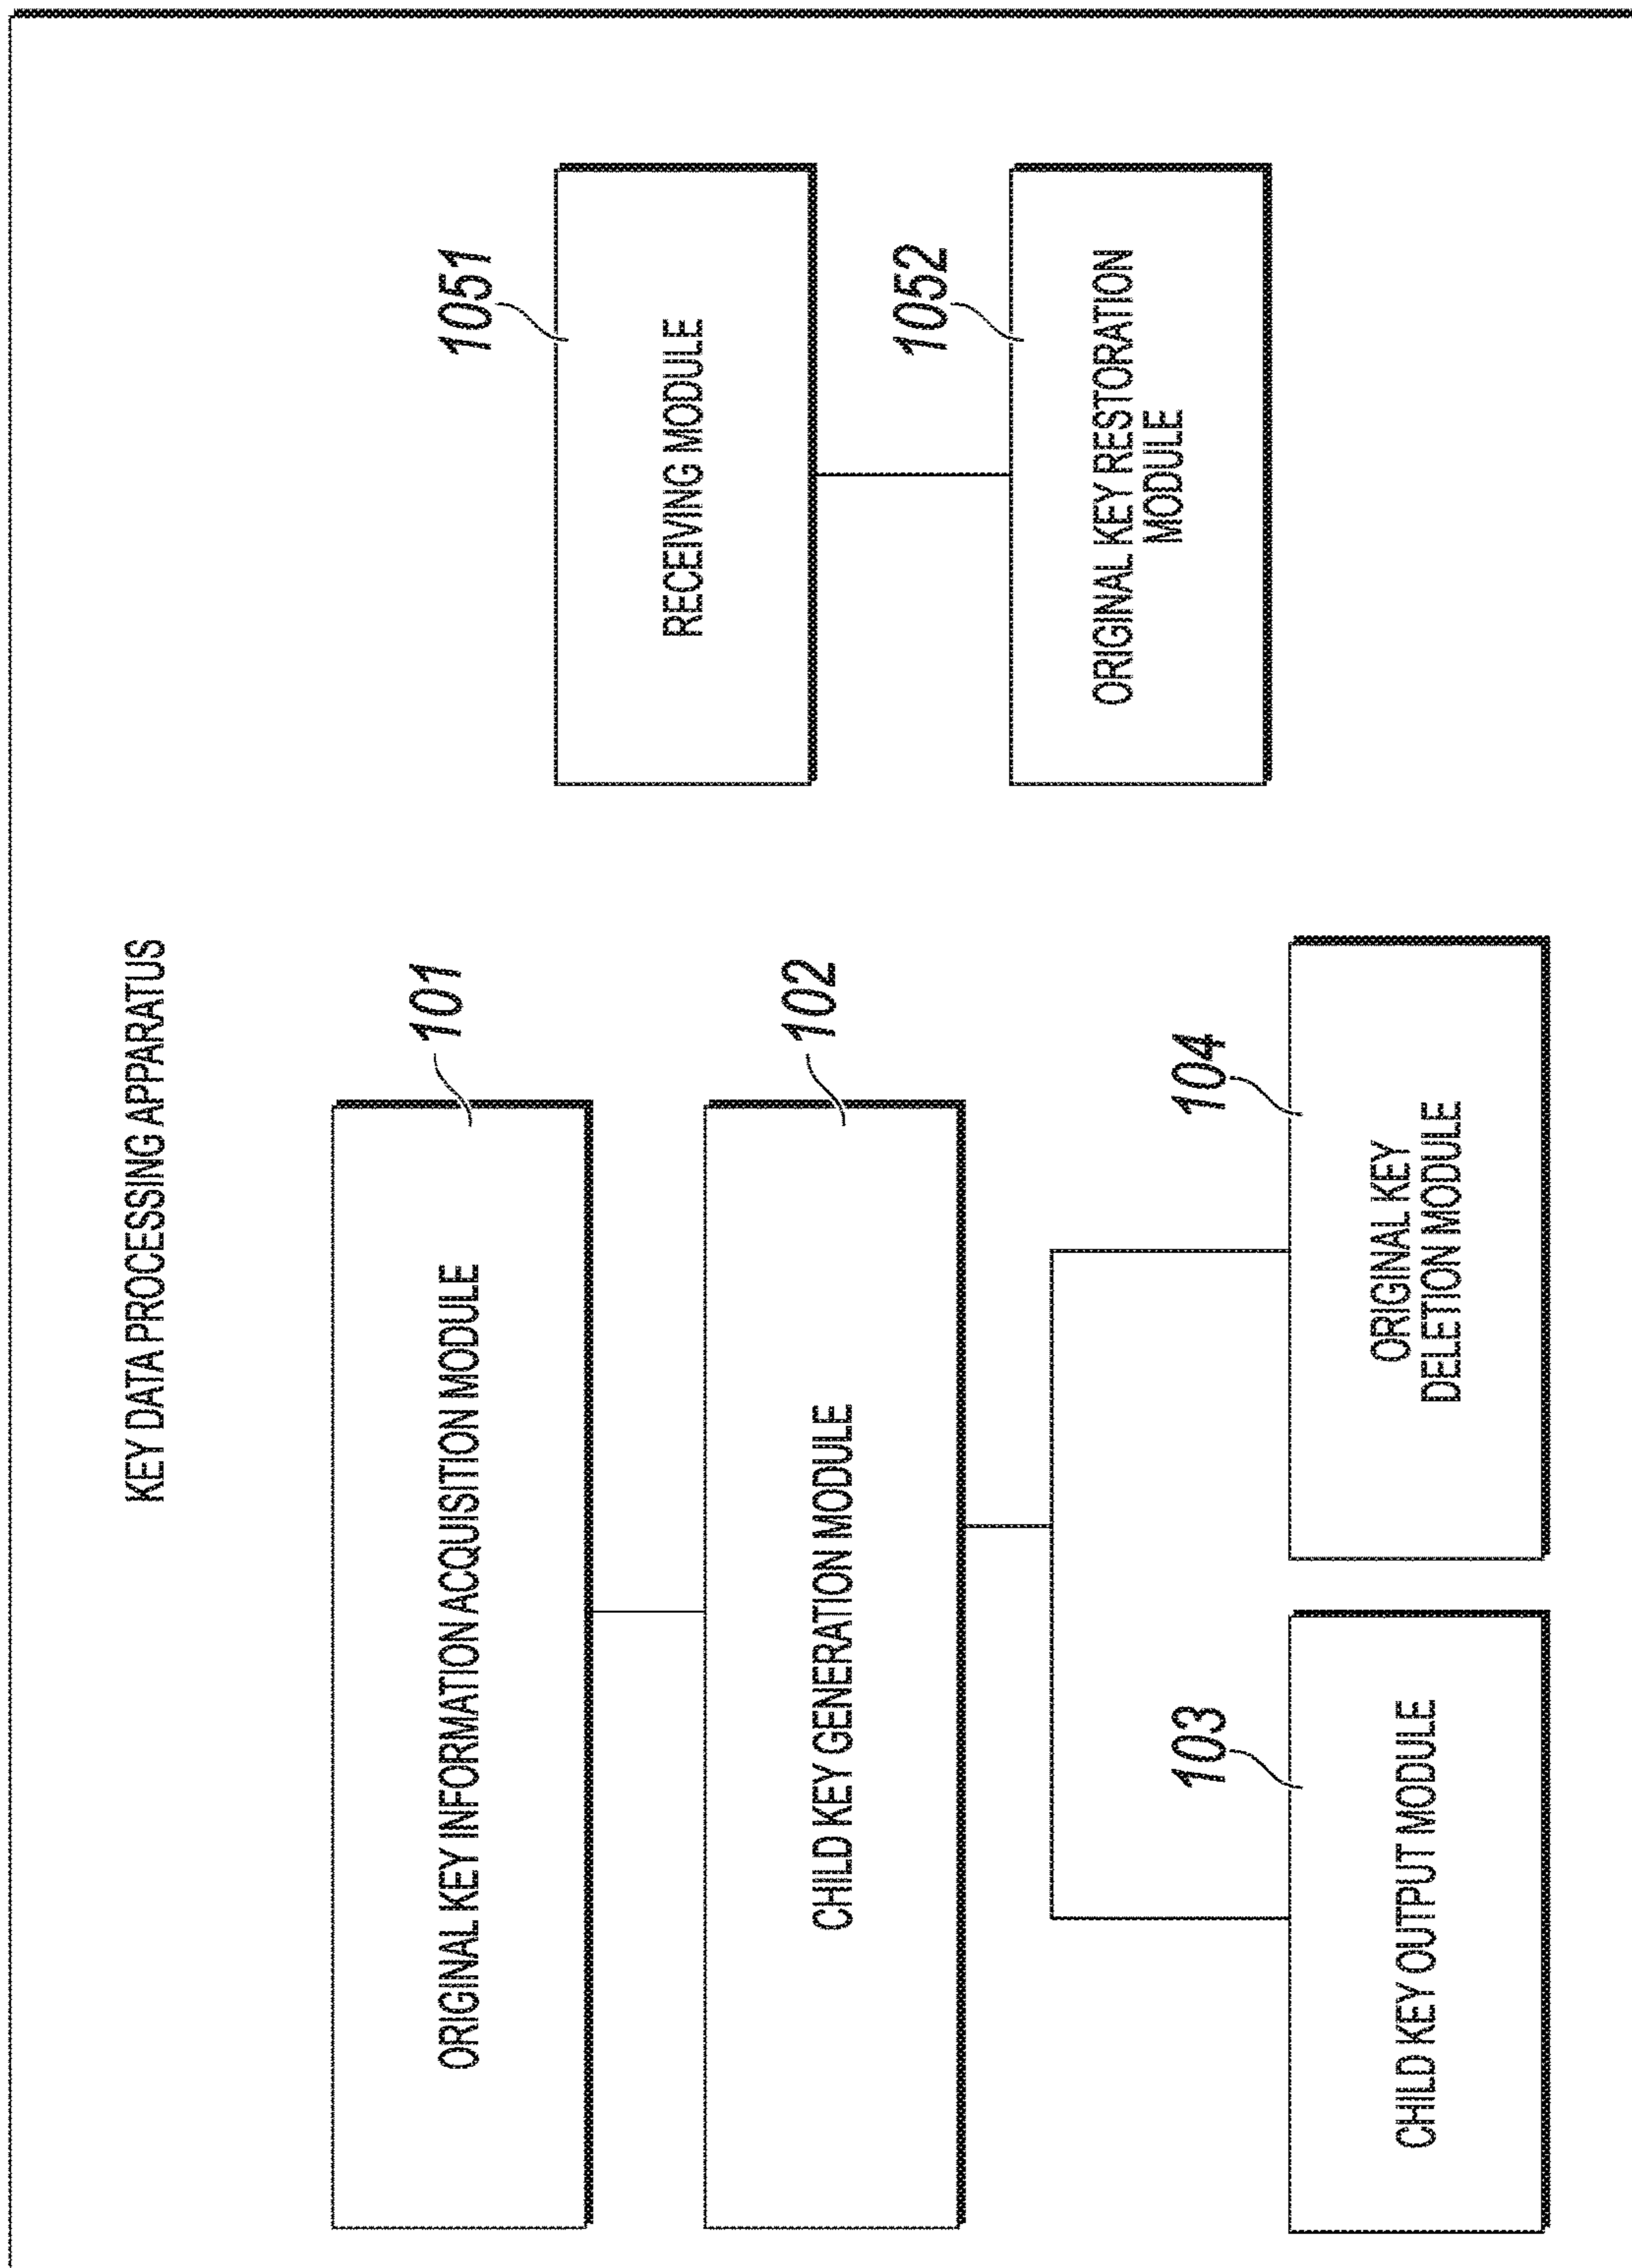 KEY DATA PROCESSING APPARATUS
101
ORIGINAL KEY INFORMATION ACQUISITION MODULE
102
CHILD KEY GENERATION MODULE
103
CHILD KEY OUTPUT MODULE
104
ORIGINAL KEY
DELETION MODULE
1051
RECEIVING MODULE
1052
ORIGINAL KEY RESTORATION
MODULE